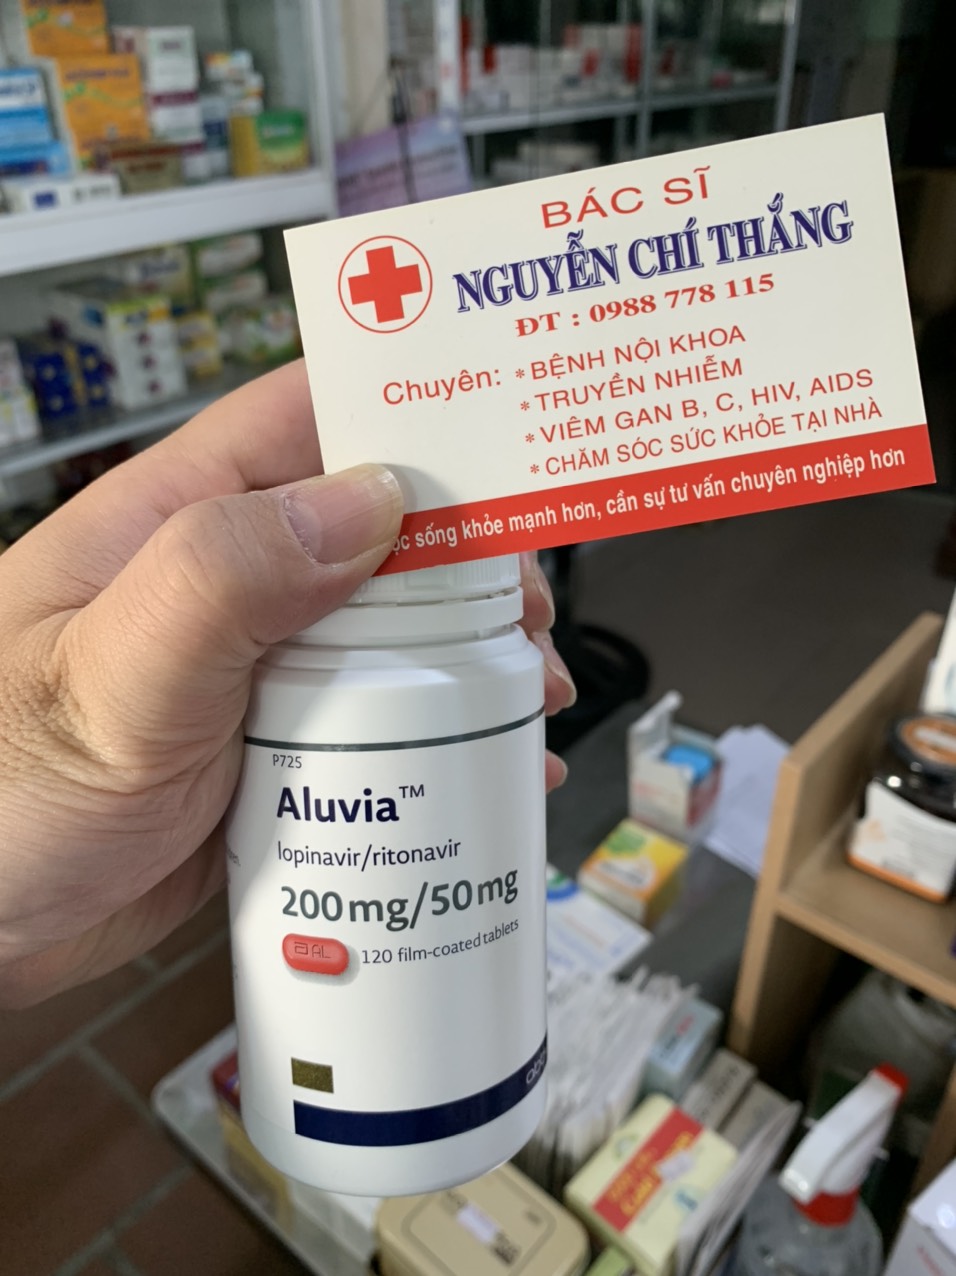 BÁC SĨ
NGUYỄN CHÍ THẮNG
ĐT : 0988 778 115
Chuyên: * BỆNH NỘI KHOA
* TRUYỀN NHIỄM
* VIÊM GAN B, C, HIV, AIDS
* CHĂM SÓC SỨC KHỎE TẠI NHÀ
sống khỏe mạnh hơn, cần sự tư vấn chuyên nghiệp hơn
P725
Aluvia™
lopinavir/ritonavir
200mg/50mg
AL
120 film-coated tablets